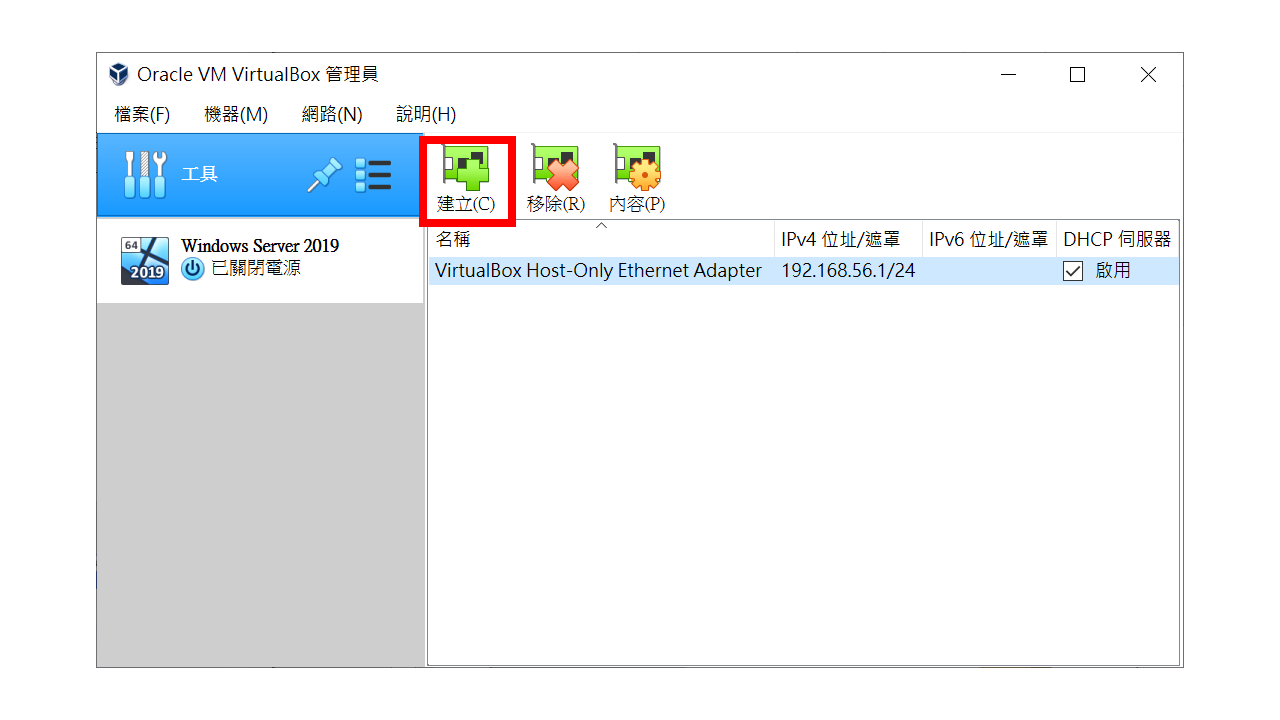 Oracle VM VirtualBox 管理員
檔案(F) 機器(M) 網路(N) 說明(H)
工具
建立(C) 移除(R) 內容(P)
64
2019
Windows Server 2019
已關閉電源
名稱 IPv4 位址/遮罩 IPv6 位址/遮罩 DHCP 伺服器
VirtualBox Host-Only Ethernet Adapter 192.168.56.1/24 啟用